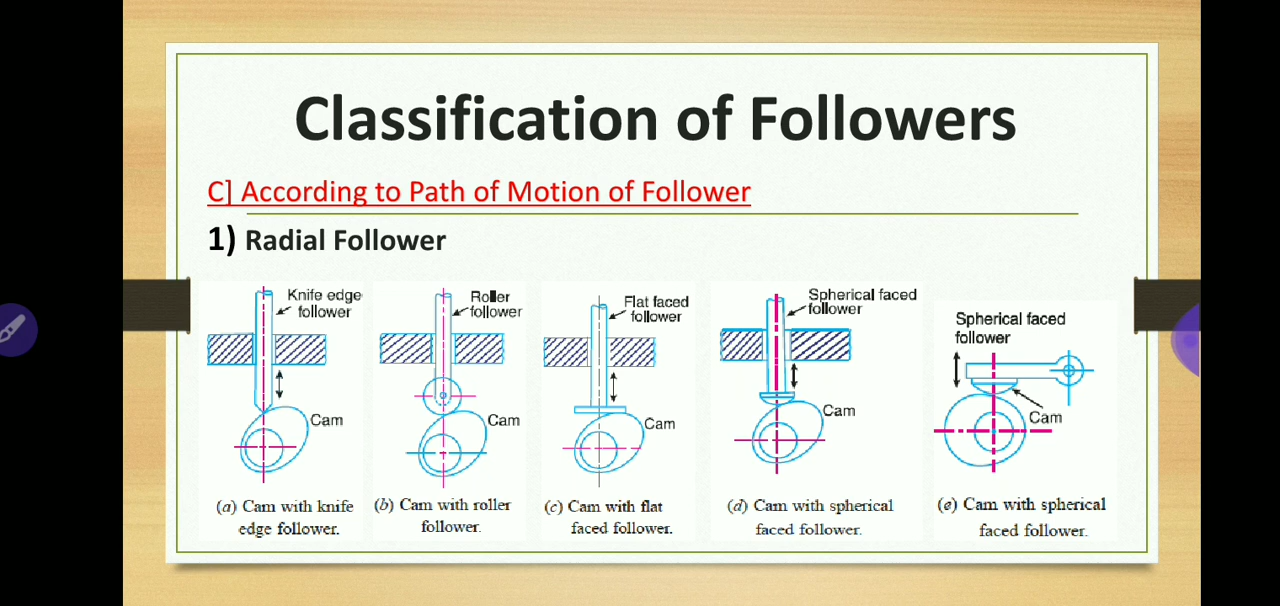 Classification of Followers
C] According to Path of Motion of Follower
1) Radial Follower
Knife edge
follower
Cam
(a) Cam with knife
edge follower.
Roller
follower
Cam
(b) Cam with roller
follower.
Flat faced
follower
Cam
(c) Cam with flat
faced follower.
Spherical faced
follower
Cam
(d) Cam with spherical
faced follower.
Spherical faced
follower
Cam
(e) Cam with spherical
faced follower.